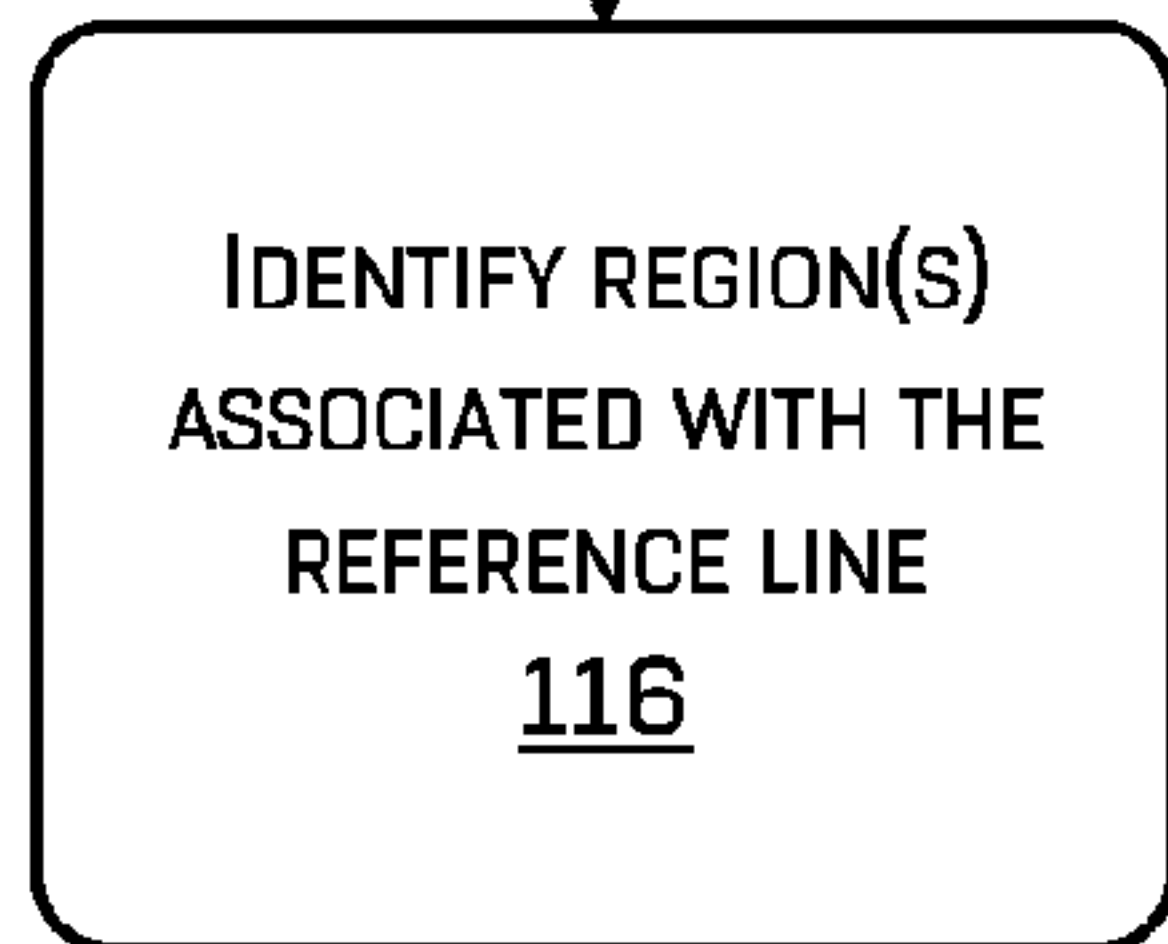 IDENTIFY REGION(S)
ASSOCIATED WITH THE
REFERENCE LINE
116